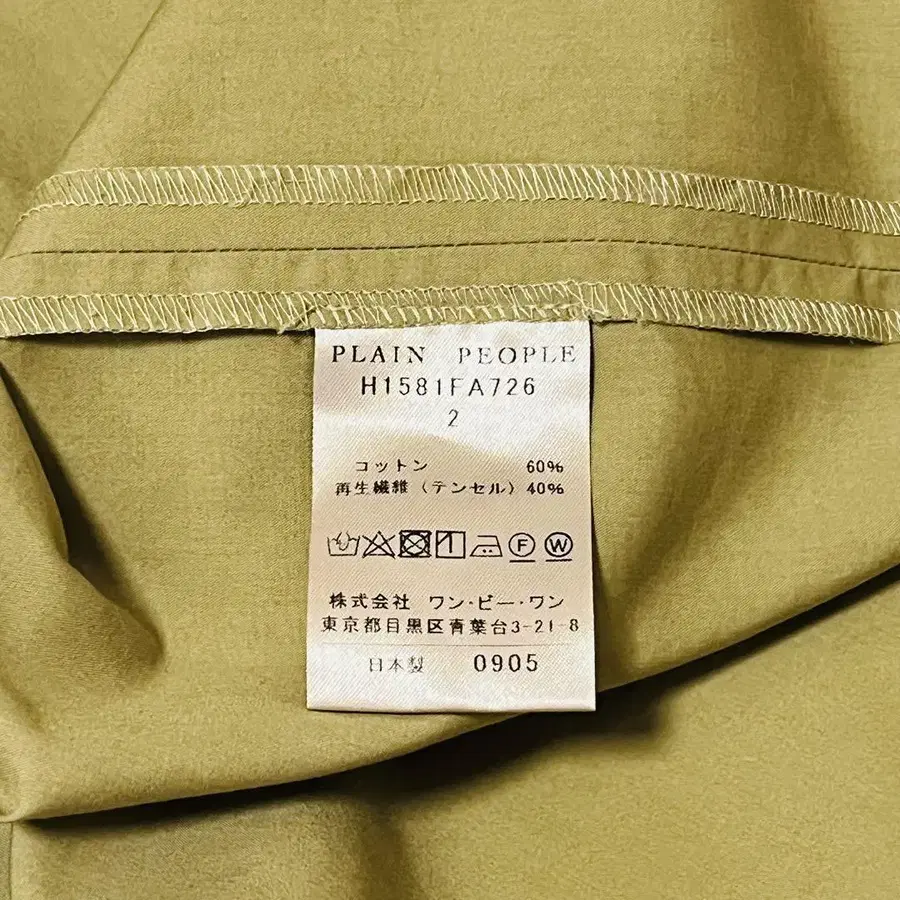 PLAIN PEOPLE
H1581FA726
2
コットン 60%
再生繊維(テンセル) 40%
F W
株式会社 ワン・ビー・ワン
東京都目黒区青葉台3-21-8
日本製 0905